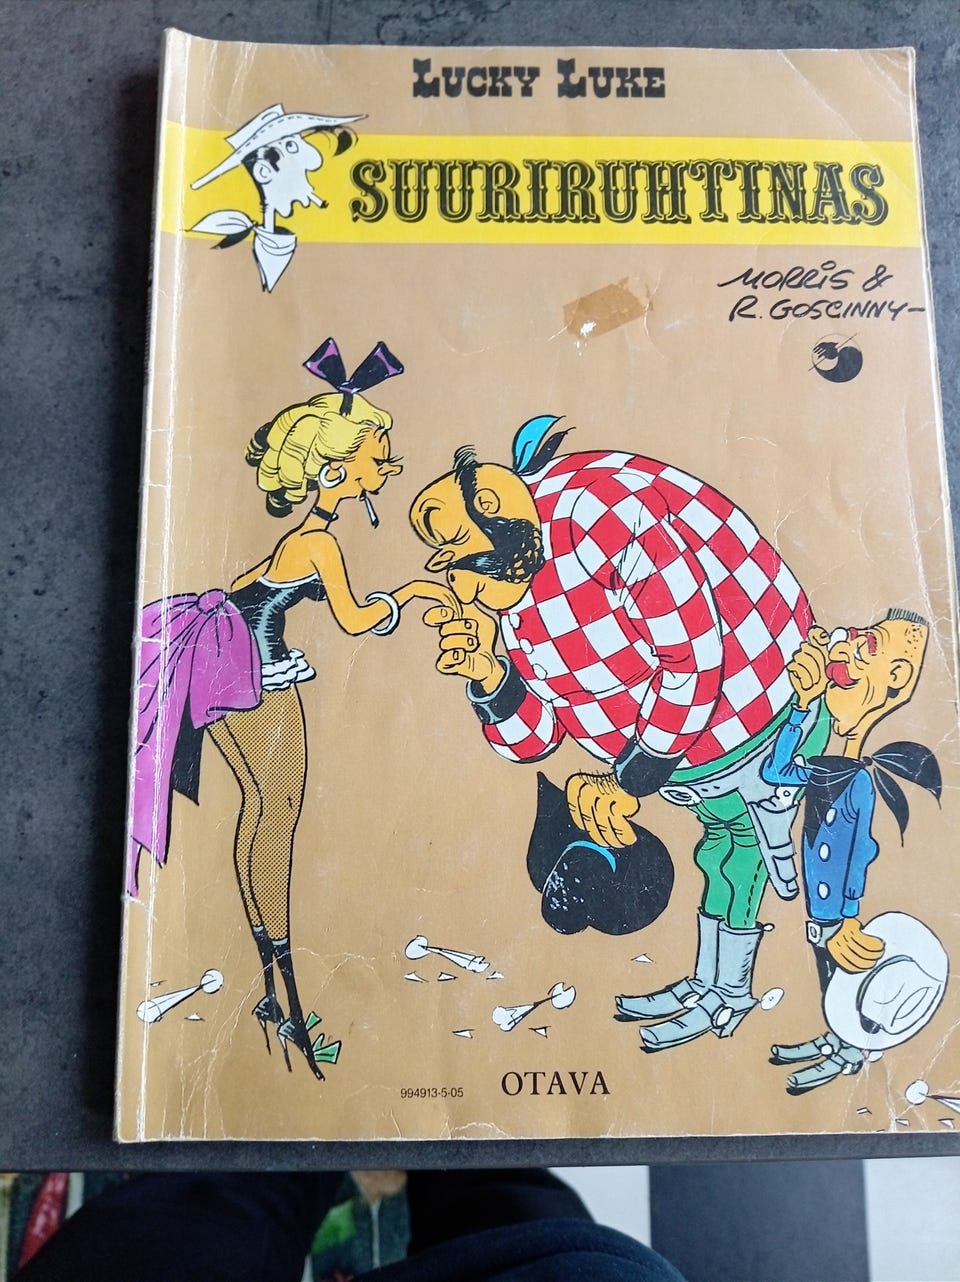 LUCKY LUKE
SUURIRUHTINAS
MORRIS &
R. GOSCINNY-
994913-5-05
OTAVA